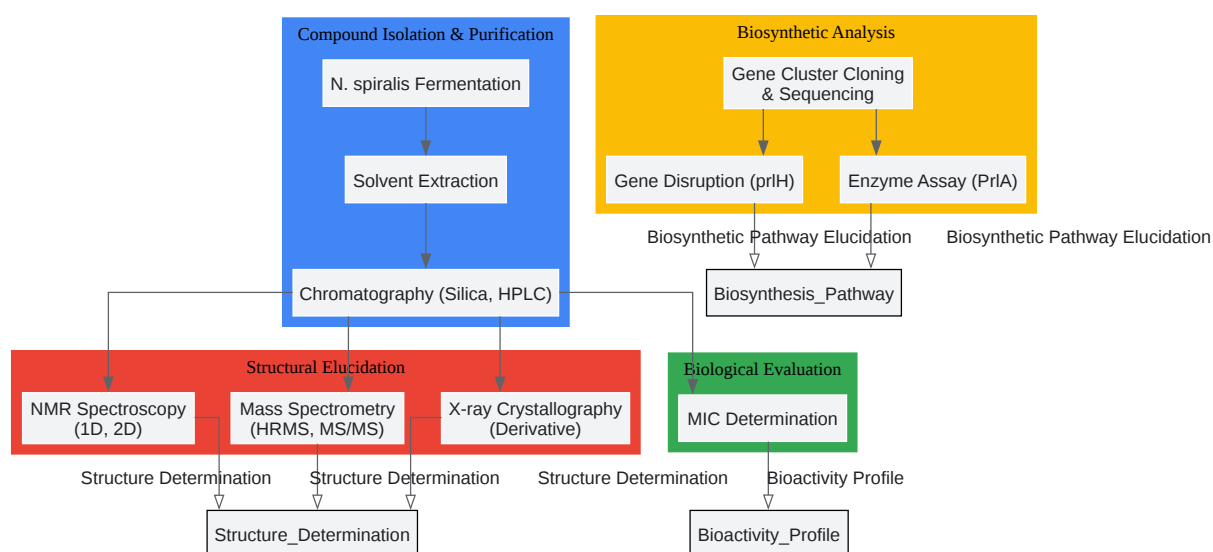 Compound Isolation & Purification
N. spiralis Fermentation
Solvent Extraction
Chromatography (Silica, HPLC)
Biosynthetic Analysis
Gene Cluster Cloning
& Sequencing
Gene Disruption (prlH)
Enzyme Assay (PrlA)
Biosynthetic Pathway Elucidation
Biosynthetic Pathway Elucidation
Biosynthesis_Pathway
Structural Elucidation
NMR Spectroscopy
(1D, 2D)
Mass Spectrometry
(HRMS, MS/MS)
X-ray Crystallography
(Derivative)
Structure Determination
Structure Determination
Structure Determination
Structure_Determination
Biological Evaluation
MIC Determination
Bioactivity Profile
Bioactivity_Profile